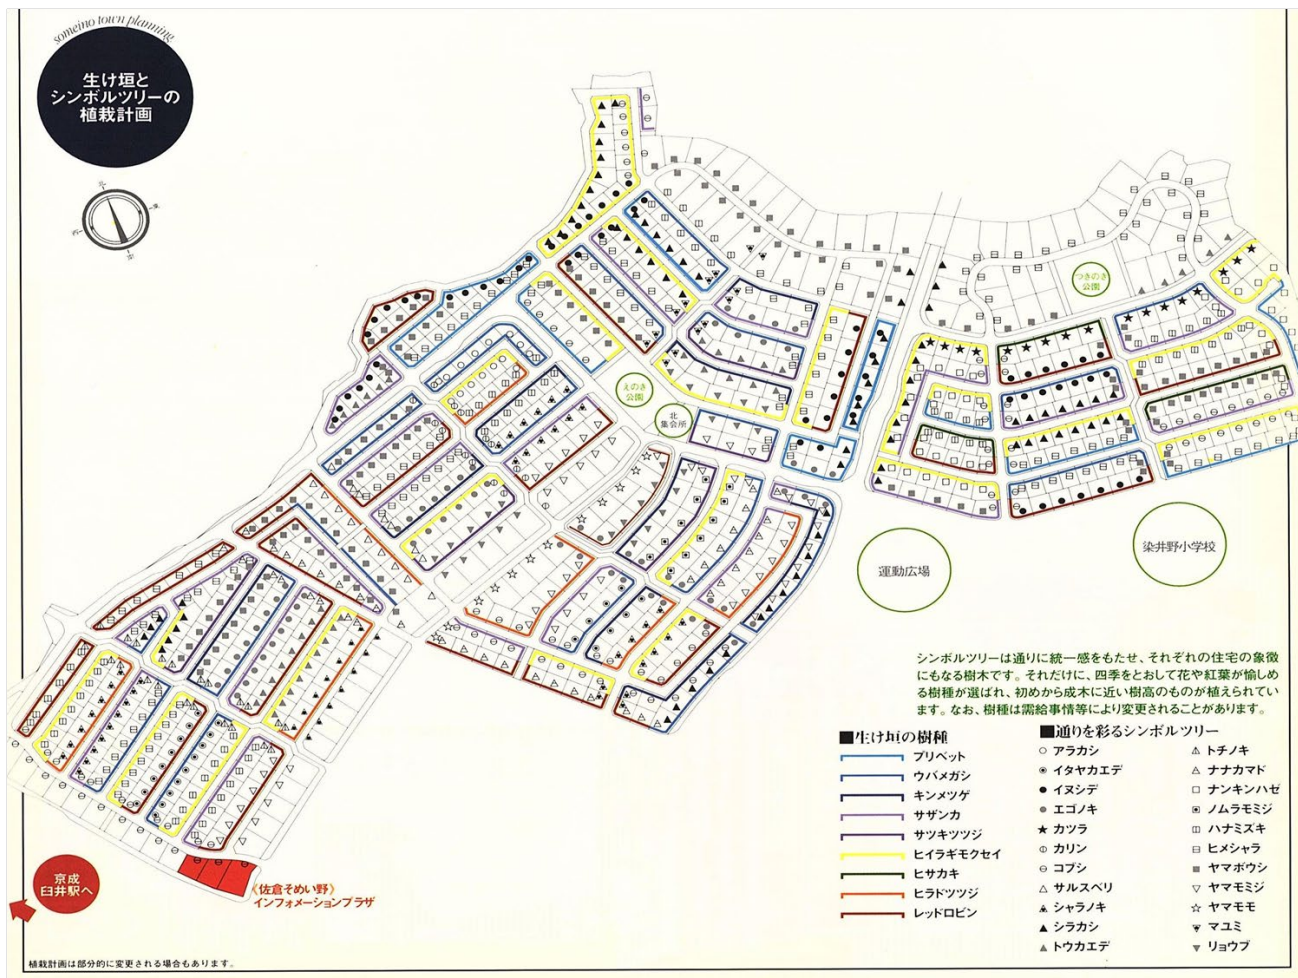 someino town planning
生け垣と
シンボルツリーの
植栽計画
北
東
西
南
つきのき
公園
えのき
公園
北
集会所
運動広場
染井野小学校
シンボルツリーは通りに統一感をもたせ、それぞれの住宅の象徴
にもなる樹木です。それだけに、四季をとおして花や紅葉が愉しめ
る樹種が選ばれ、初めから成木に近い樹高のものが植えられてい
ます。なお、樹種は需給事情等により変更されることがあります。
■生け垣の樹種
プリベット
ウバメガシ
キンメツゲ
サザンカ
サツキツツジ
ヒイラギモクセイ
ヒサカキ
ヒラドツツジ
レッドロビン
■通りを彩るシンボルツリー
アラカシ
イタヤカエデ
イヌシデ
エゴノキ
カツラ
カリン
コブシ
サルスベリ
シャラノキ
シラカシ
トウカエデ
トチノキ
ナナカマド
ナンキンハゼ
ノムラモミジ
ハナミズキ
ヒメシャラ
ヤマボウシ
ヤマモミジ
ヤマモモ
マユミ
リョウブ
京成
臼井駅へ
《佐倉そめい野》
インフォメーションプラザ
植栽計画は部分的に変更される場合もあります。